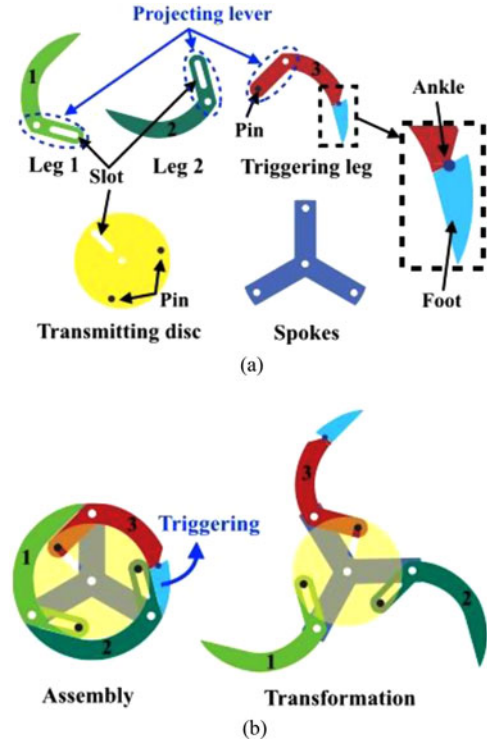 Projecting lever
1
2
3
Pin
Ankle
Leg 1
Slot
Leg 2
Triggering leg
Pin
Foot
Transmitting disc
Spokes
(a)
3
1
3
Triggering
2
2
1
Assembly
Transformation
(b)